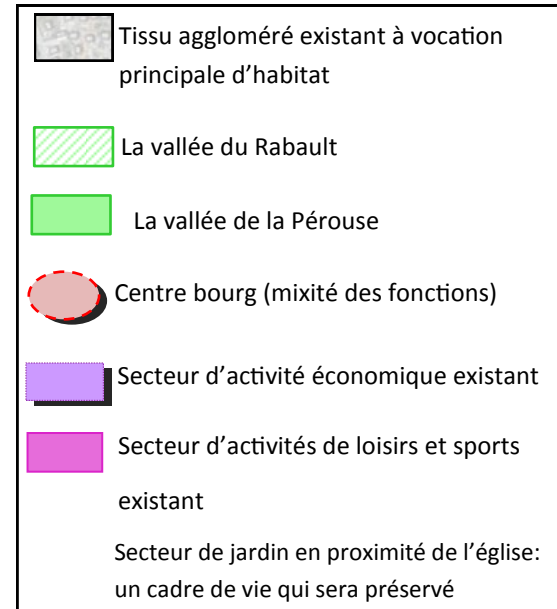 Tissu aggloméré existant à vocation
principale d’habitat
La vallée du Rabault
La vallée de la Pérouse
Centre bourg (mixité des fonctions)
Secteur d’activité économique existant
Secteur d’activités de loisirs et sports
existant
Secteur de jardin en proximité de l’église:
un cadre de vie qui sera préservé